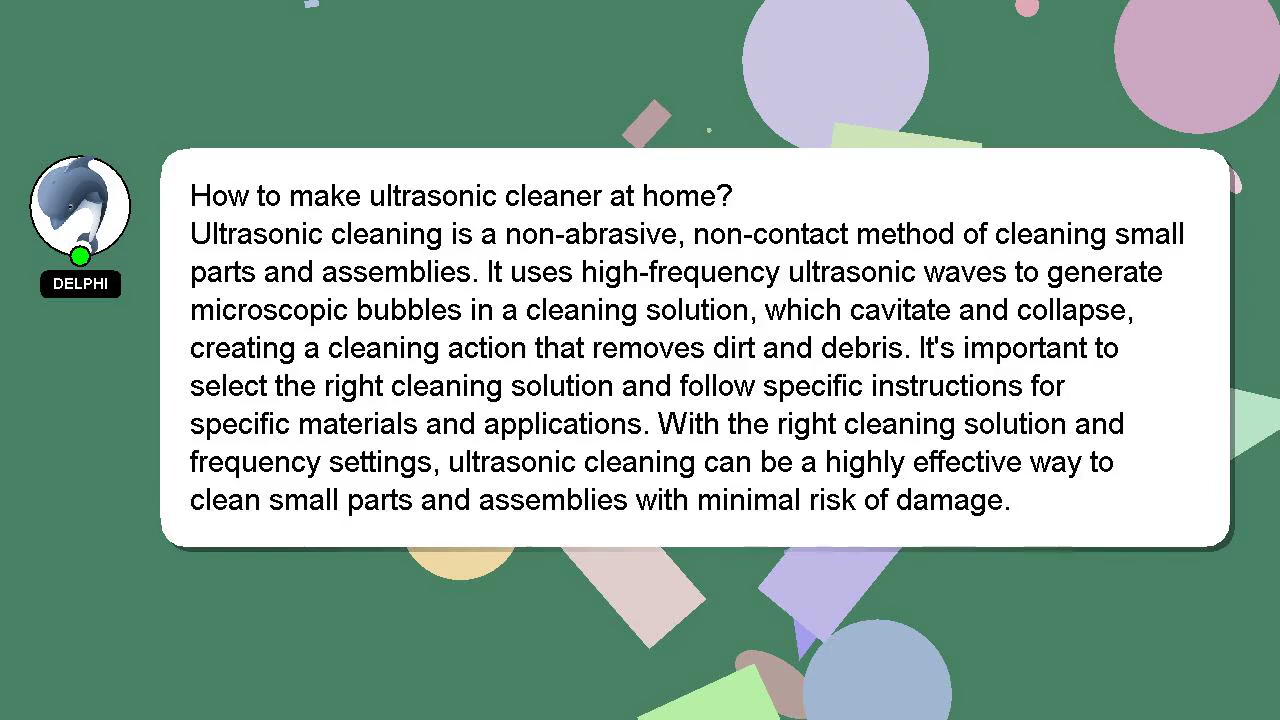 DELPHI
How to make ultrasonic cleaner at home?
Ultrasonic cleaning is a non-abrasive, non-contact method of cleaning small
parts and assemblies. It uses high-frequency ultrasonic waves to generate
microscopic bubbles in a cleaning solution, which cavitate and collapse,
creating a cleaning action that removes dirt and debris. It's important to
select the right cleaning solution and follow specific instructions for
specific materials and applications. With the right cleaning solution and
frequency settings, ultrasonic cleaning can be a highly effective way to
clean small parts and assemblies with minimal risk of damage.